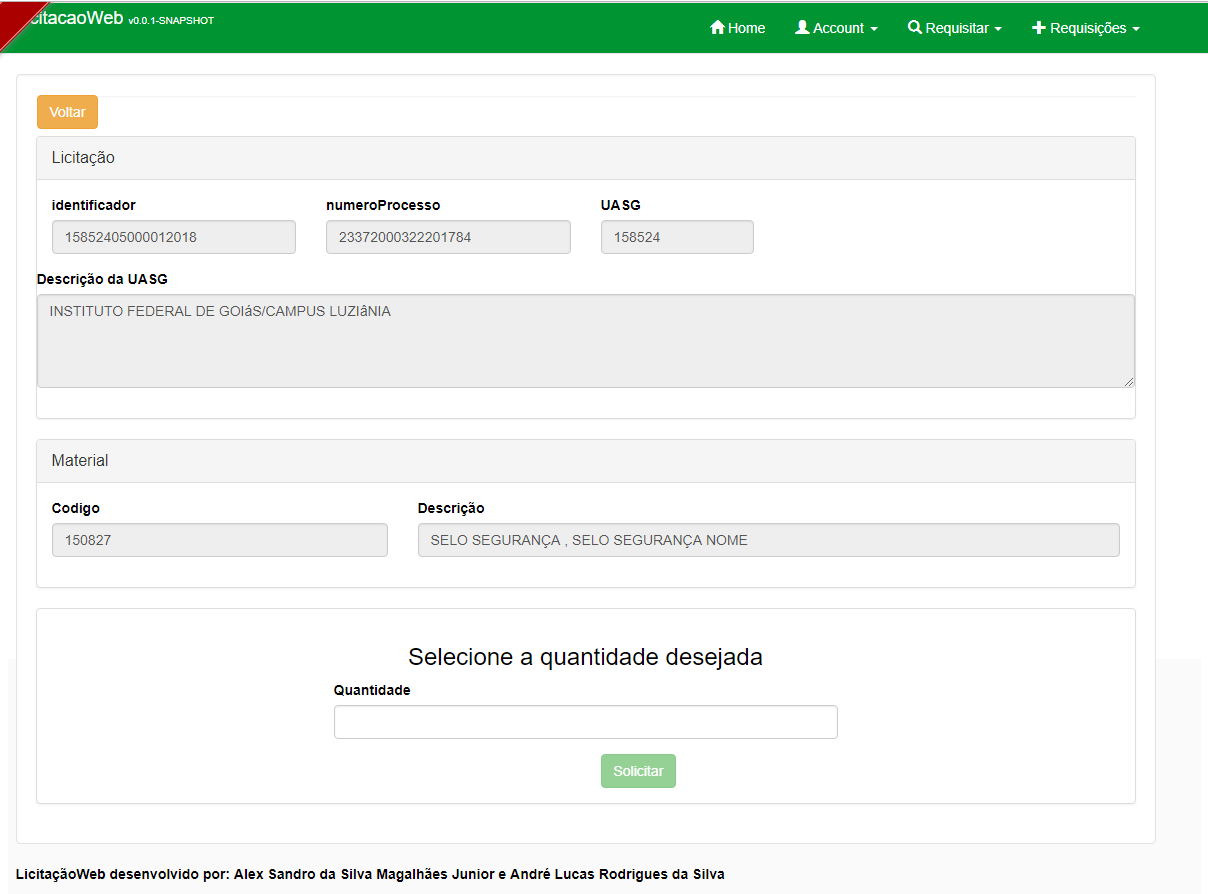 citacaoWeb v0.0.1-SNAPSHOT
Home Account Requisitar Requisições
Voltar
Licitação
identificador numeroProcesso UASG
15852405000012018 23372000322201784 158524
Descrição da UASG
INSTITUTO FEDERAL DE GOIáS/CAMPUS LUZIâNIA
Material
Codigo Descrição
150827 SELO SEGURANÇA , SELO SEGURANÇA NOME
Selecione a quantidade desejada
Quantidade
Solicitar
LicitaçãoWeb desenvolvido por: Alex Sandro da Silva Magalhães Junior e André Lucas Rodrigues da Silva